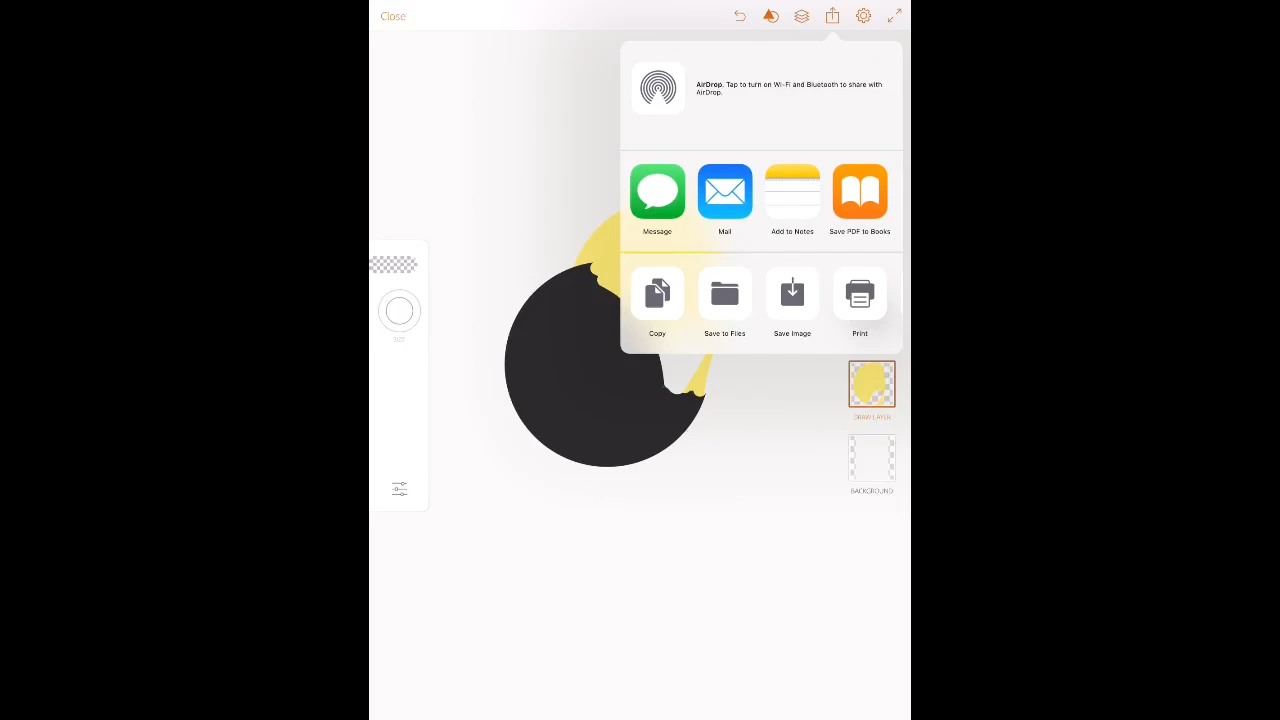 Close
AirDrop. Tap to turn on Wi-Fi and Bluetooth to share with
AirDrop.
Message
Mail
Add to Notes
Save PDF to Books
Copy
Save to Files
Save Image
Print
SIZE
DRAW LAYER
BACKGROUND